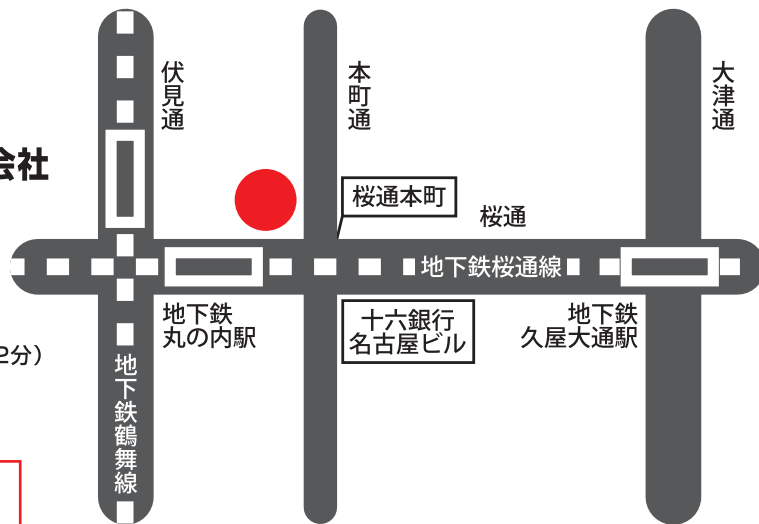 伏見通
本町通
大津通
会社
桜通本町
桜通
地下鉄桜通線
地下鉄
丸の内駅
十六銀行
名古屋ビル
地下鉄
久屋大通駅
2分）
地下鉄鶴舞線